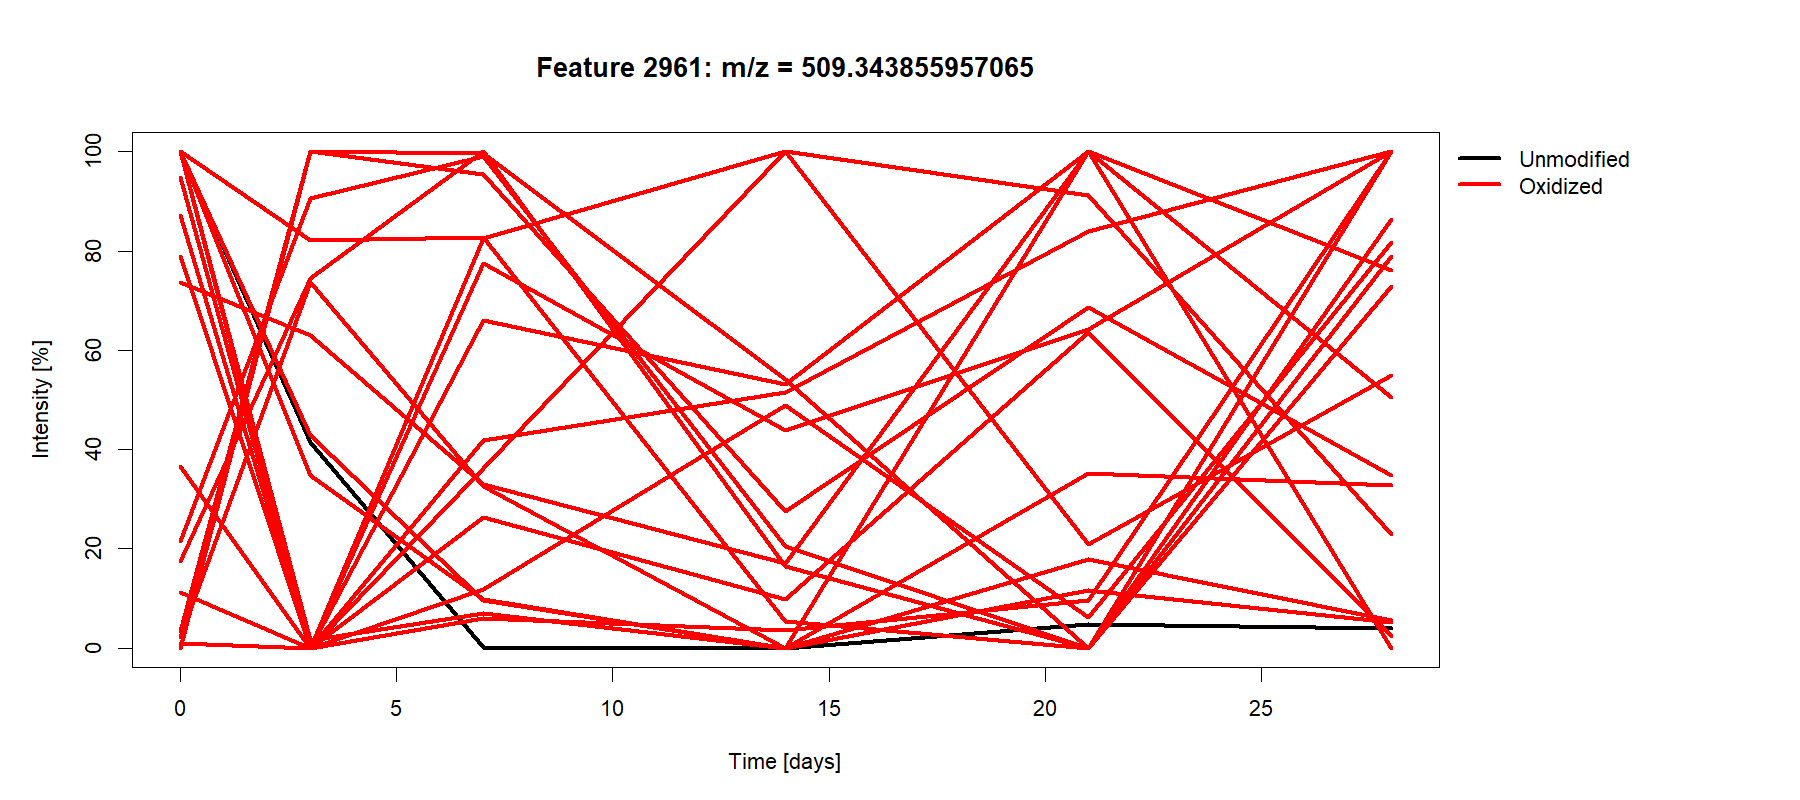 Feature 2961: m/z = 509.343855957065
Unmodified
Oxidized
Intensity [%]
100
80
60
40
20
0
0 5 10 15 20 25
Time [days]